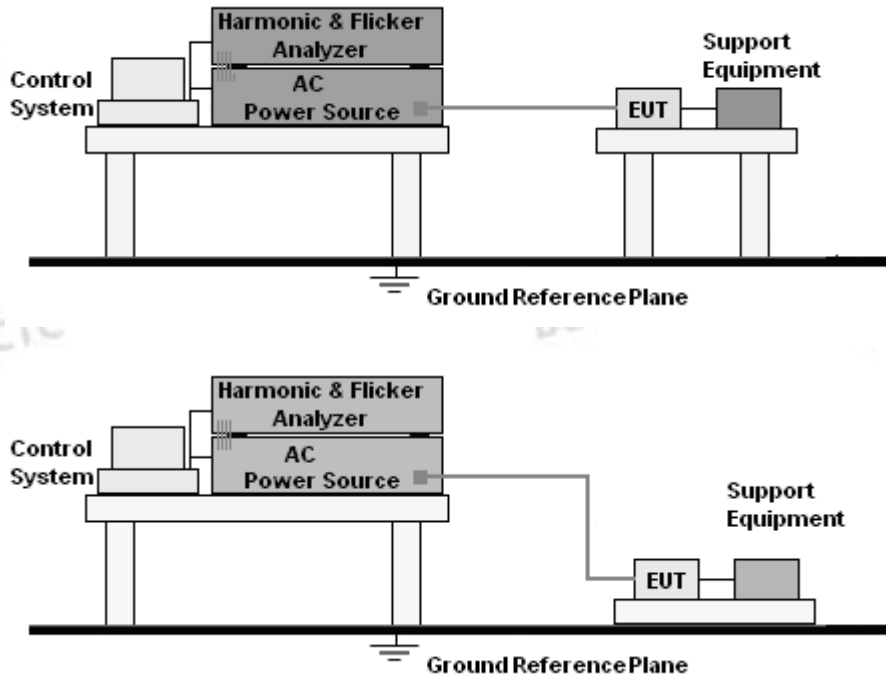 Harmonic & Flicker
Analyzer
Control
System
AC
Power Source
EUT
Support
Equipment
Ground Reference Plane
Harmonic & Flicker
Analyzer
Control
System
AC
Power Source
Support
Equipment
EUT
Ground Reference Plane